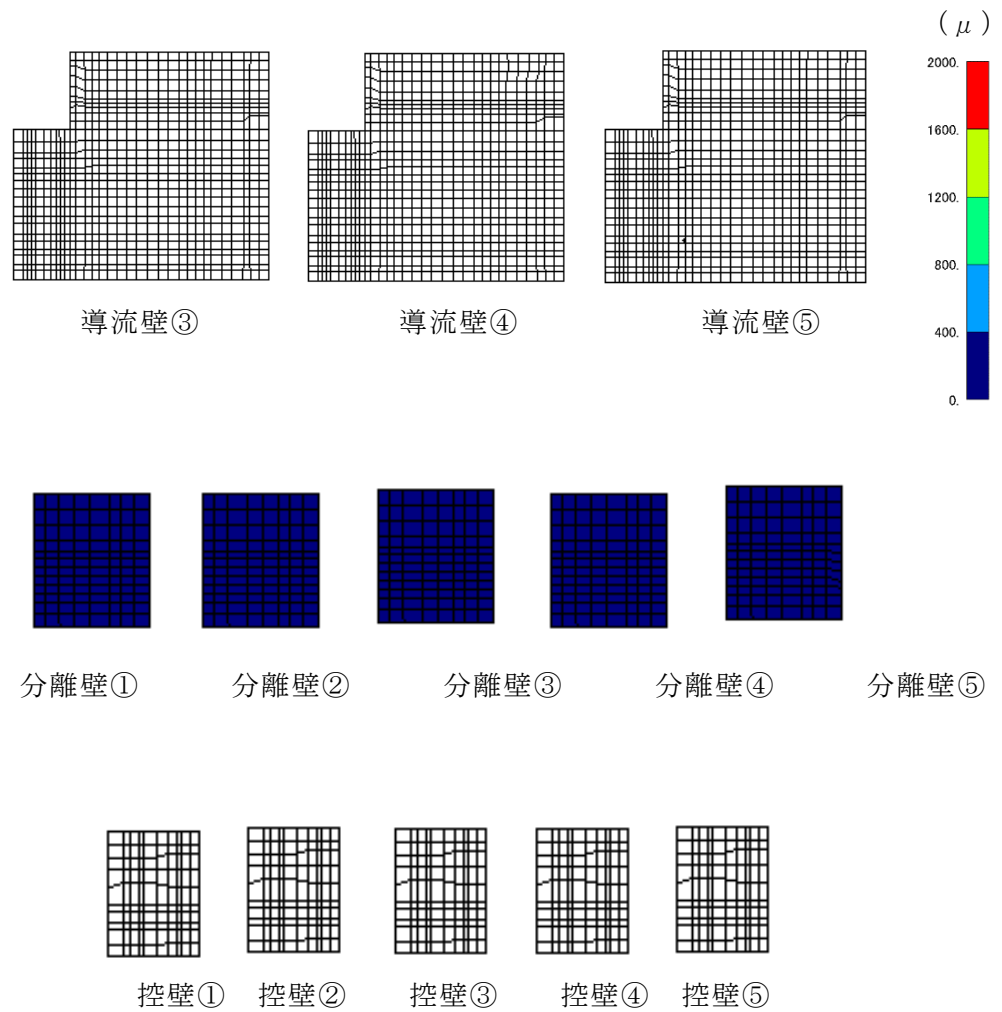 (μ)
2000.
1600.
1200.
800.
400.
0.
導流壁③ 導流壁④ 導流壁⑤
分離壁① 分離壁② 分離壁③ 分離壁④ 分離壁⑤
控壁① 控壁② 控壁③ 控壁④ 控壁⑤